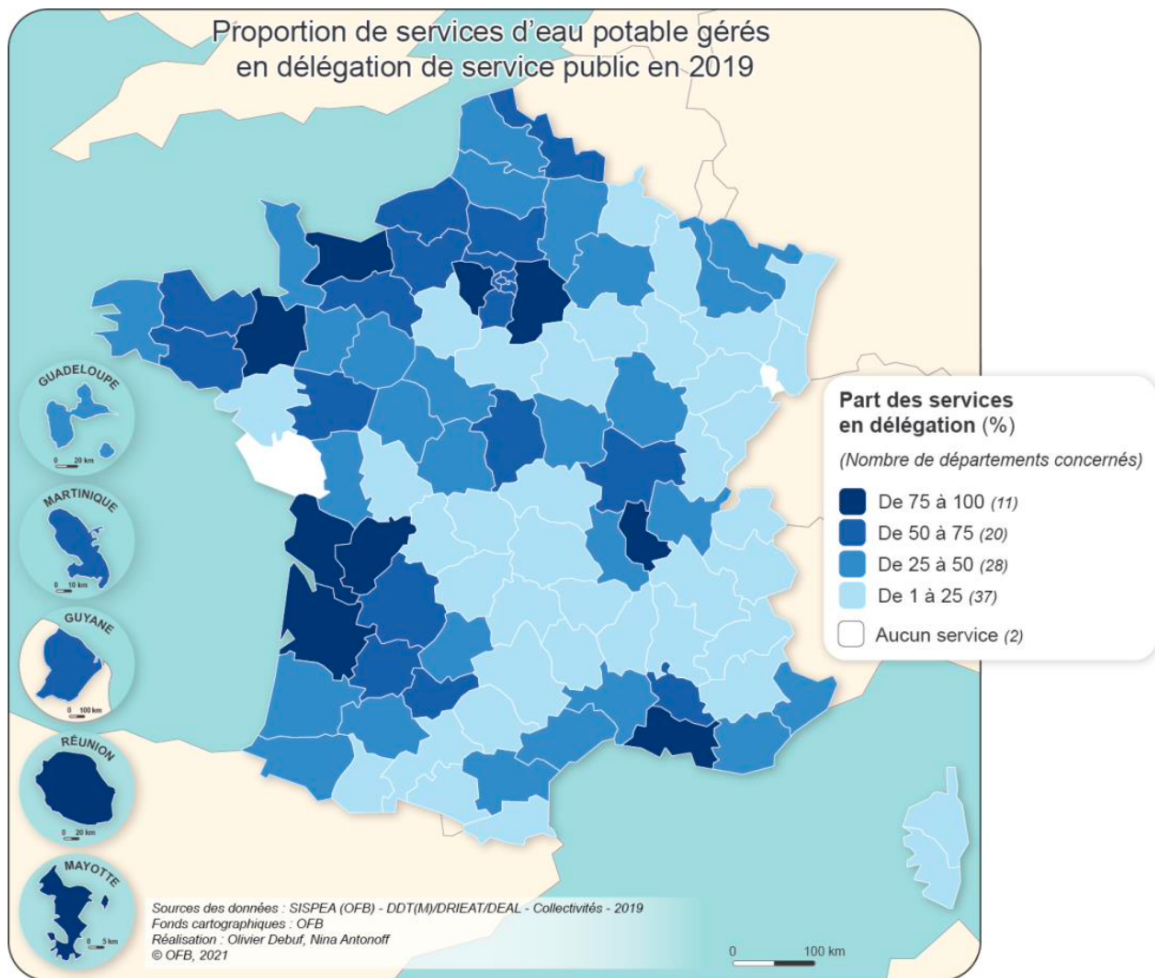 Proportion de services d'eau potable gérés
en délégation de service public en 2019
GUADELOUPE
0 20 km
MARTINIQUE
0 10 km
GUYANE
0 100 km
RÉUNION
0 20 km
MAYOTTE
0 5 km
Part des services
en délégation (%)
(Nombre de départements concernés)
De 75 à 100 (11)
De 50 à 75 (20)
De 25 à 50 (28)
De 1 à 25 (37)
Aucun service (2)
Sources des données : SISPEA (OFB) - DDT(M)/DRIEAT/DEAL - Collectivités - 2019
Fonds cartographiques : OFB
Réalisation : Olivier Debuf, Nina Antonoff
© OFB, 2021
0 100 km